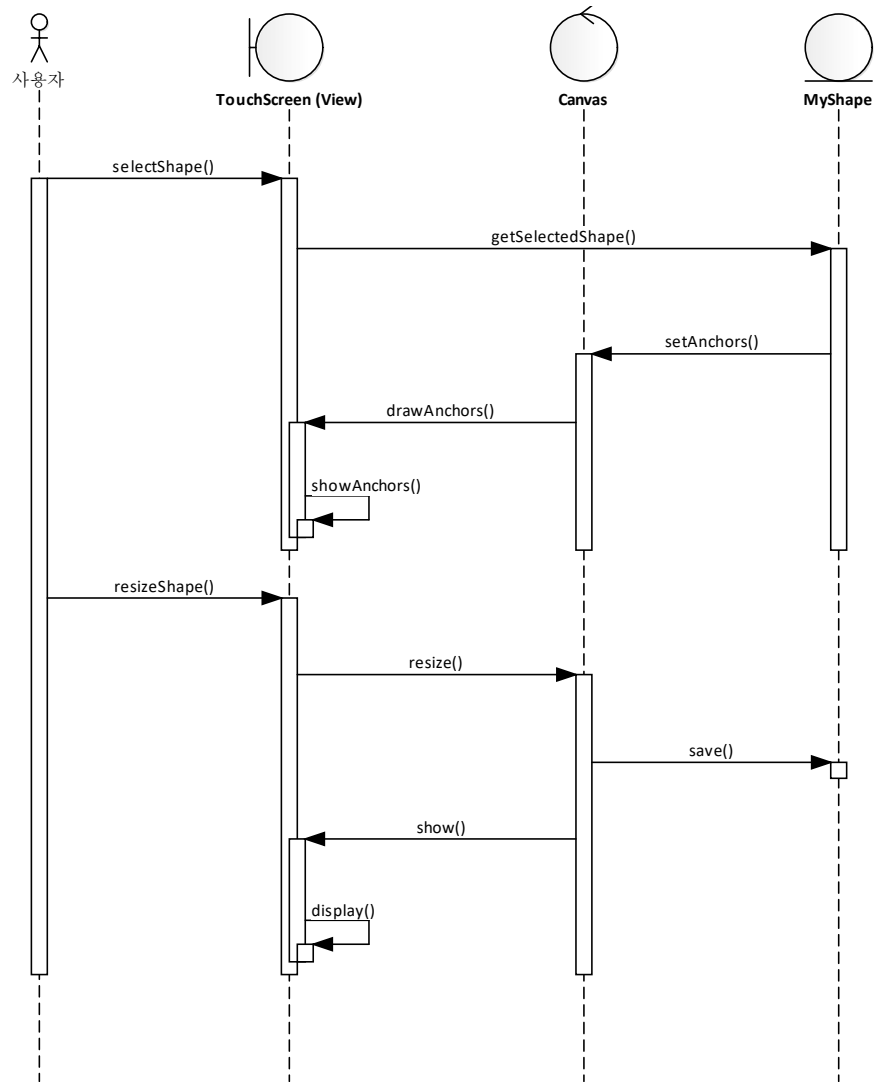 사용자
TouchScreen (View)
Canvas
MyShape
selectShape()
getSelectedShape()
setAnchors()
drawAnchors()
showAnchors()
resizeShape()
resize()
save()
show()
display()